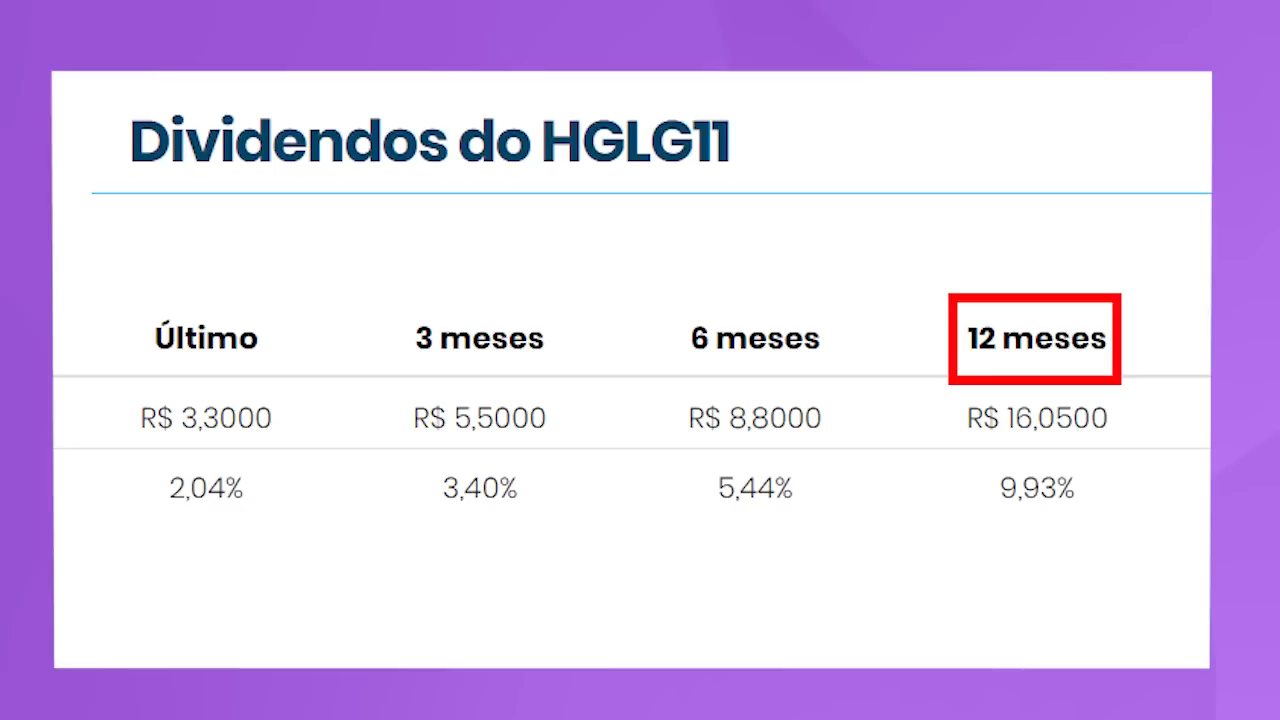 Dividendos do HGLG11
Último 3 meses 6 meses 12 meses
R$ 3,3000 R$ 5,5000 R$ 8,8000 R$ 16,0500
2,04% 3,40% 5,44% 9,93%